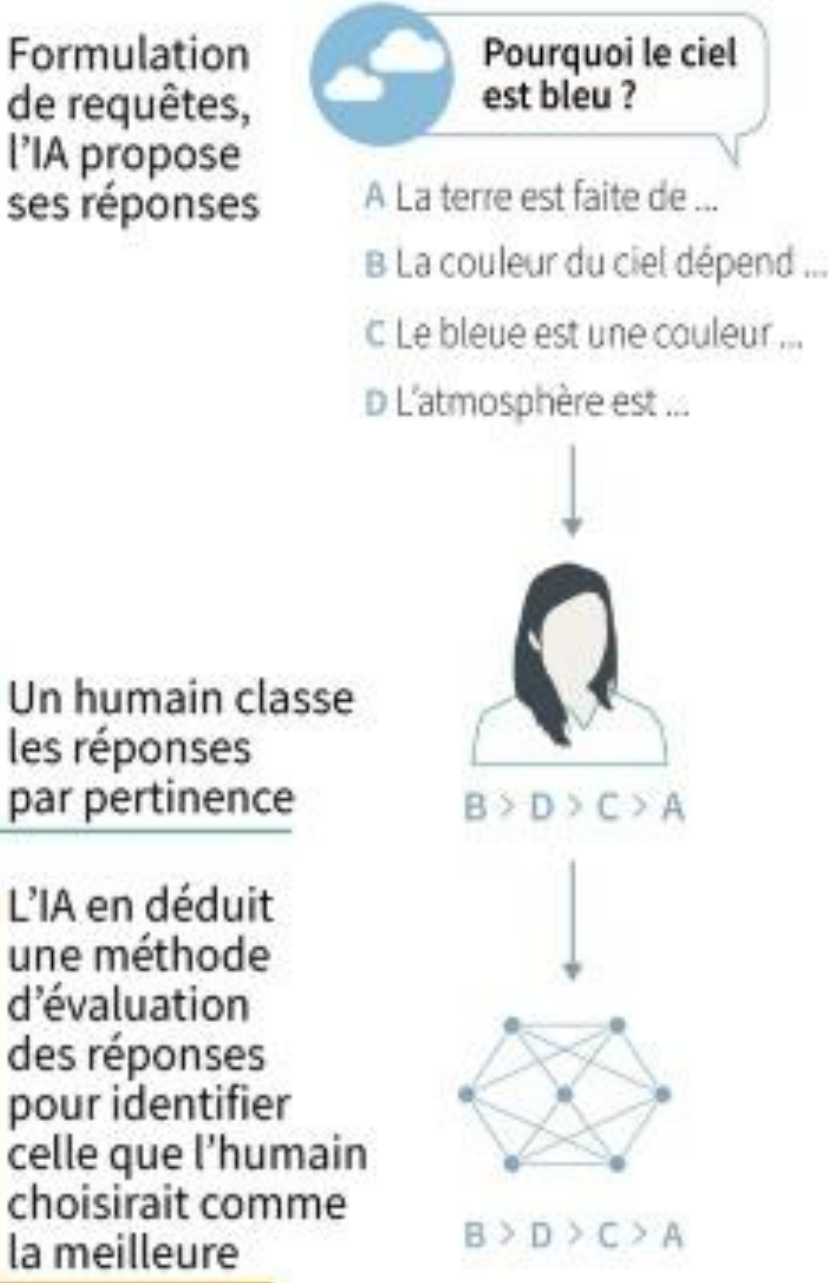 Formulation
de requêtes,
l'IA propose
ses réponses
Pourquoi le ciel
est bleu ?
A La terre est faite de ...
B La couleur du ciel dépend ...
C Le bleue est une couleur ...
D L'atmosphère est ...
Un humain classe
les réponses
par pertinence
B > D > C > A
L'IA en déduit
une méthode
d'évaluation
des réponses
pour identifier
celle que l'humain
choisirait comme
la meilleure
B > D > C > A